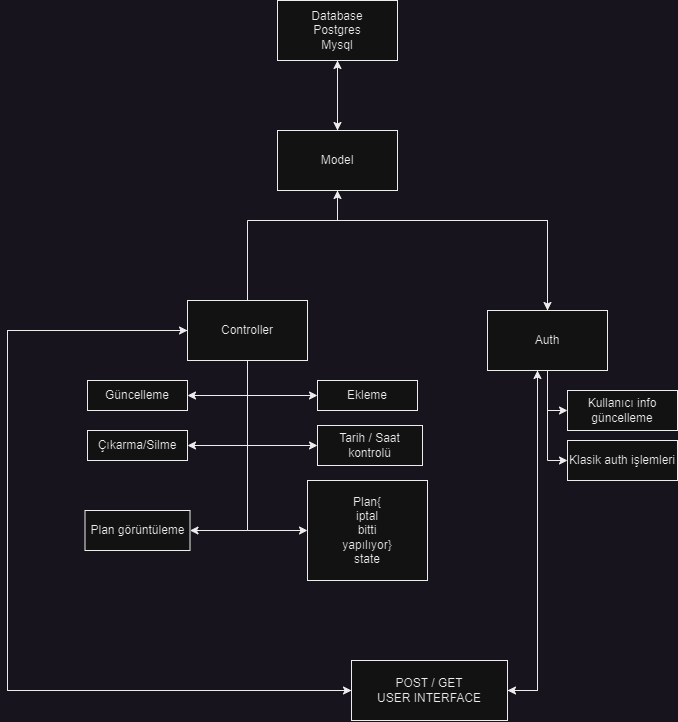 Database
Postgres
Mysql
Model
Controller
Auth
Güncelleme
Ekleme
Kullanıcı info
güncelleme
Çıkarma/Silme
Tarih / Saat
kontrolü
Klasik auth işlemleri
Plan görüntüleme
Plan{
iptal
bitti
yapılıyor}
state
POST / GET
USER INTERFACE